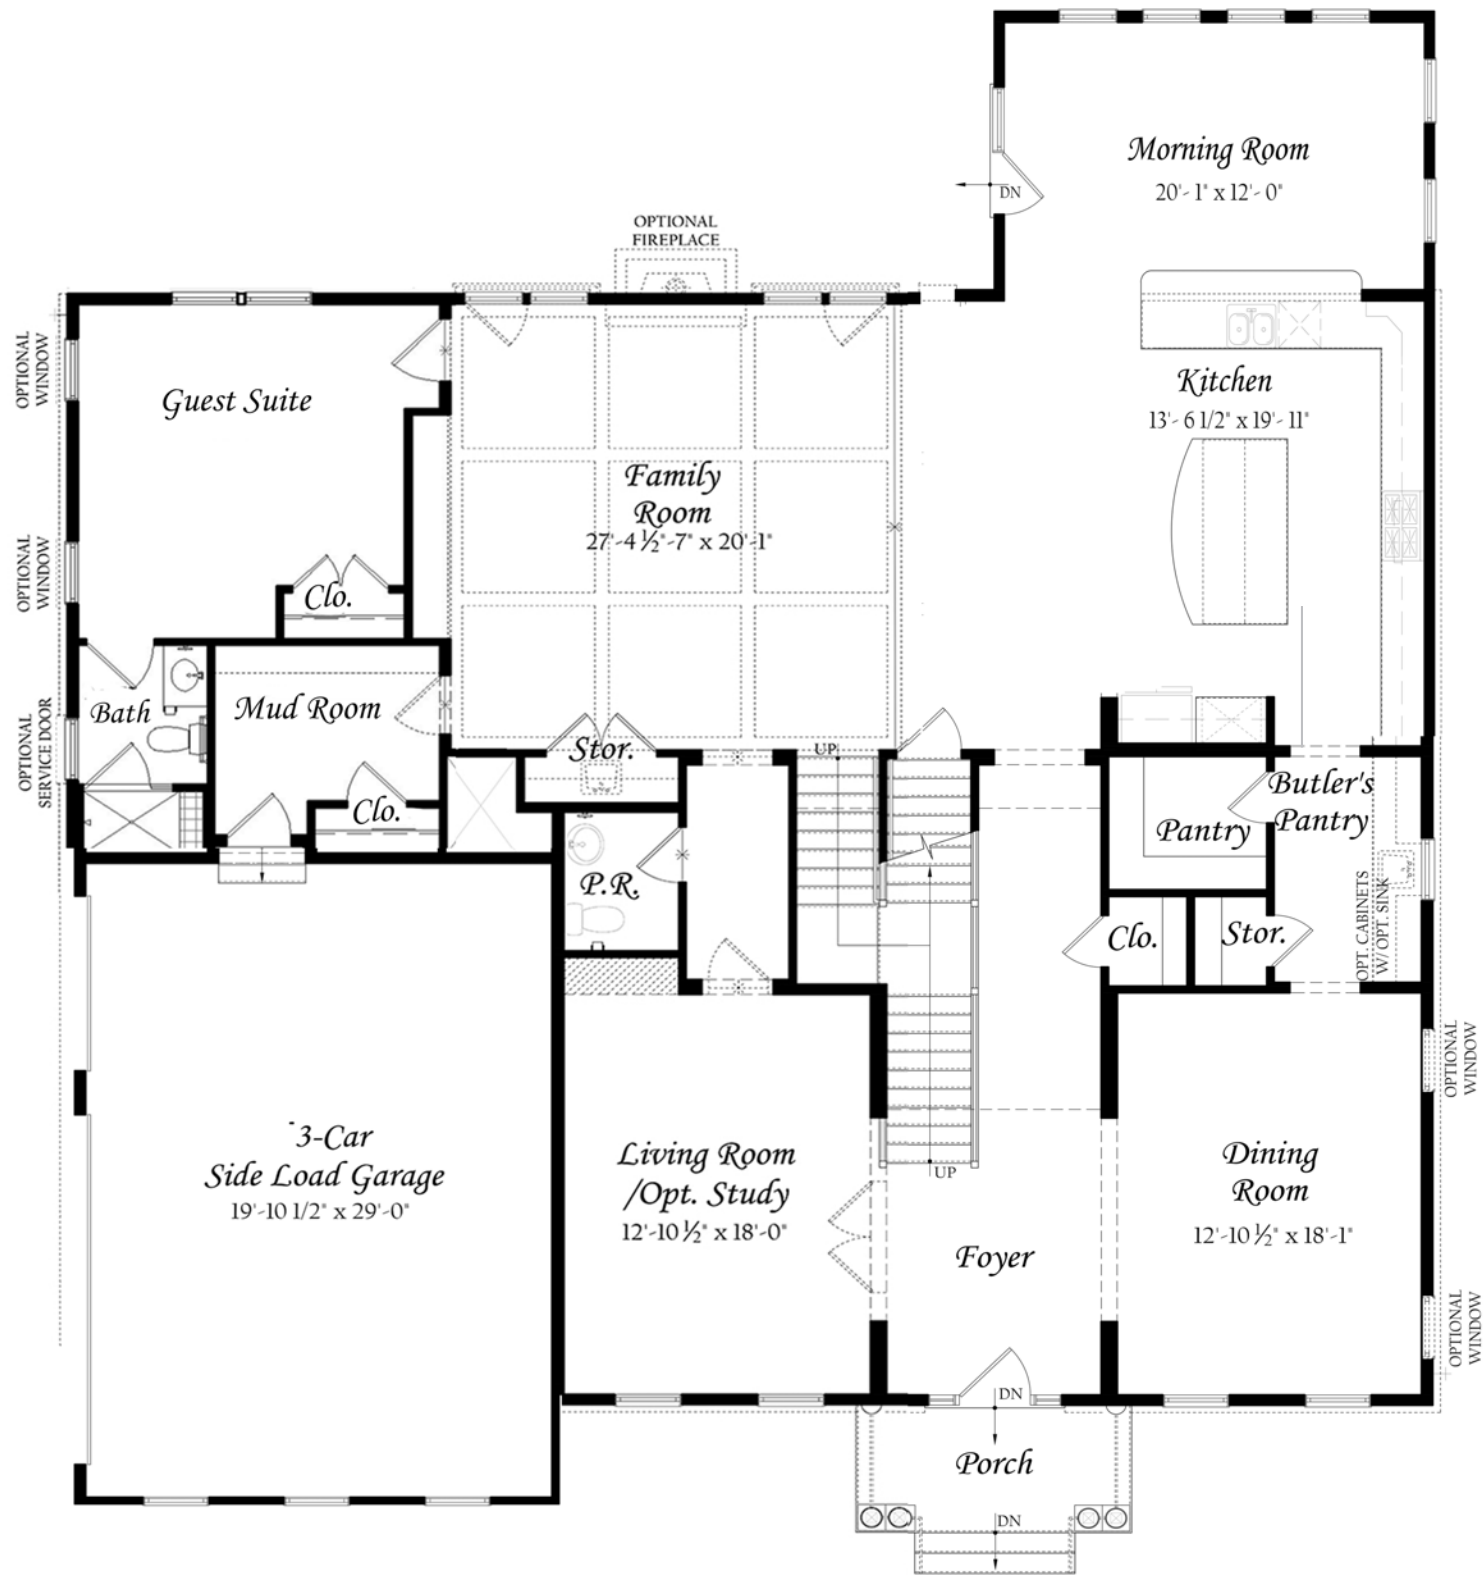 Morning Room
20'-1" x 12'-0"
DN
OPTIONAL
FIREPLACE
OPTIONAL
WINDOW
Guest Suite
Kitchen
13'-6 1/2" x 19'-11"
Family
Room
27'-4 ½"-7" x 20'-1"
OPTIONAL
WINDOW
Clo.
Bath
Mud Room
OPTIONAL
SERVICE DOOR
Stor.
UP
Butler's
Pantry
Pantry
Clo.
P.R.
OPT. CABINETS
W/ OPT. SINK
Clo.
Stor.
OPTIONAL
WINDOW
-3-Car
Side Load Garage
19'-10 1/2" x 29'-0"
Living Room
/Opt. Study
12'-10 ½" x 18'-0"
UP
Dining
Room
12'-10 ½" x 18'-1"
Foyer
OPTIONAL
WINDOW
DN
Porch
DN